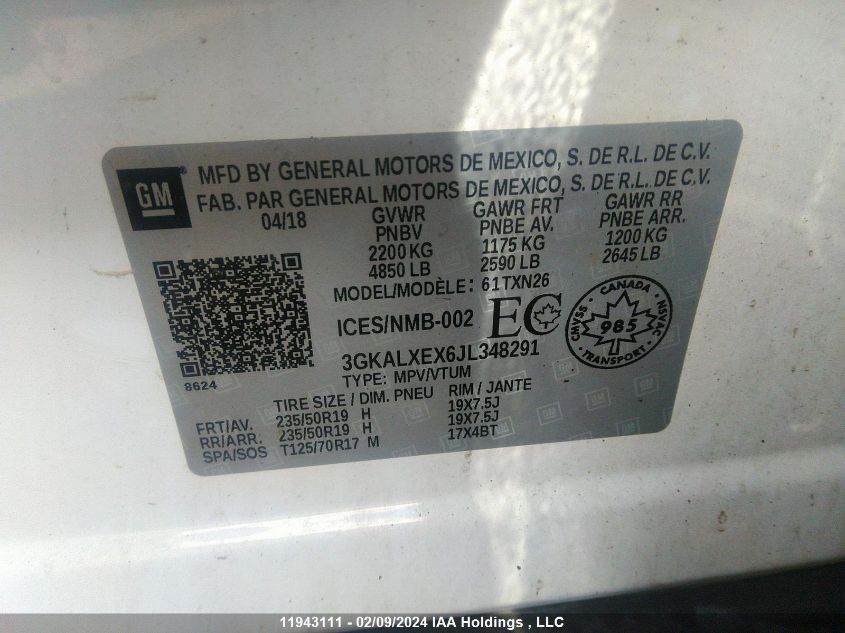 GM
MFD BY GENERAL MOTORS DE MEXICO, S. DE R.L. DE C.V.
FAB. PAR GENERAL MOTORS DE MEXICO, S. DE R.L. DE C.V.
04/18 GVWR GAWR FRT GAWR RR
PNBV PNBE AV. PNBE ARR.
2200 KG 1175 KG 1200 KG
4850 LB 2590 LB 2645 LB
MODEL/MODÈLE: 61TXN26
ICES/NMB-002 EC
CANADA
CMVSS 985 NSVAC
TRANSPORT
3GKALXEX6JL348291
8624
TYPE: MPV/VTUM
TIRE SIZE / DIM. PNEU RIM / JANTE
FRT/AV. 235/50R19 H 19X7.5J
RR/ARR. 235/50R19 H 19X7.5J
SPA/SOS T125/70R17 M 17X4BT
11943111 - 02/09/2024 IAA Holdings , LLC